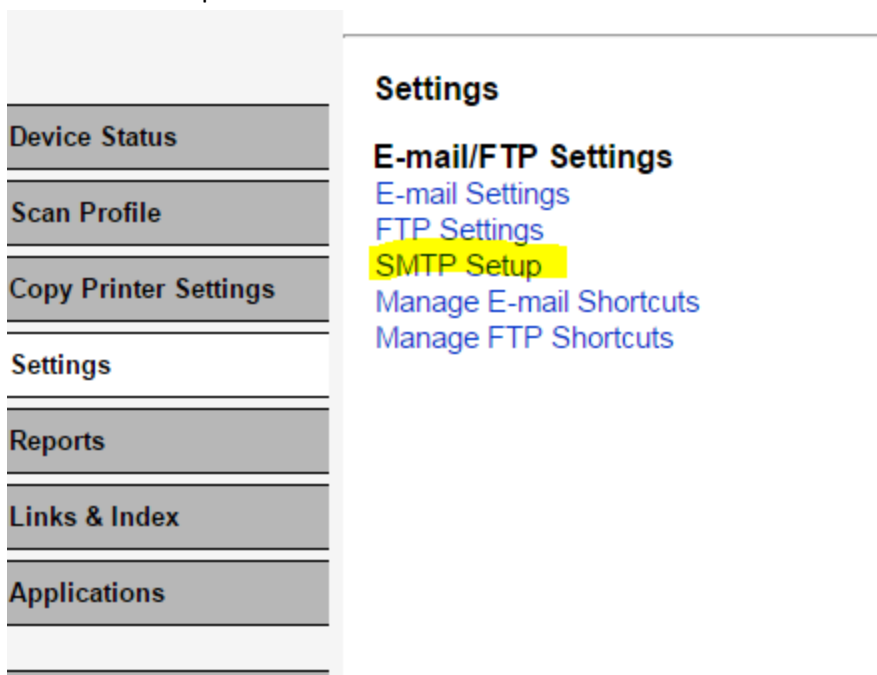 Device Status
Scan Profile
Copy Printer Settings
Settings
Reports
Links & Index
Applications
Settings
E-mail/FTP Settings
E-mail Settings
FTP Settings
SMTP Setup
Manage E-mail Shortcuts
Manage FTP Shortcuts